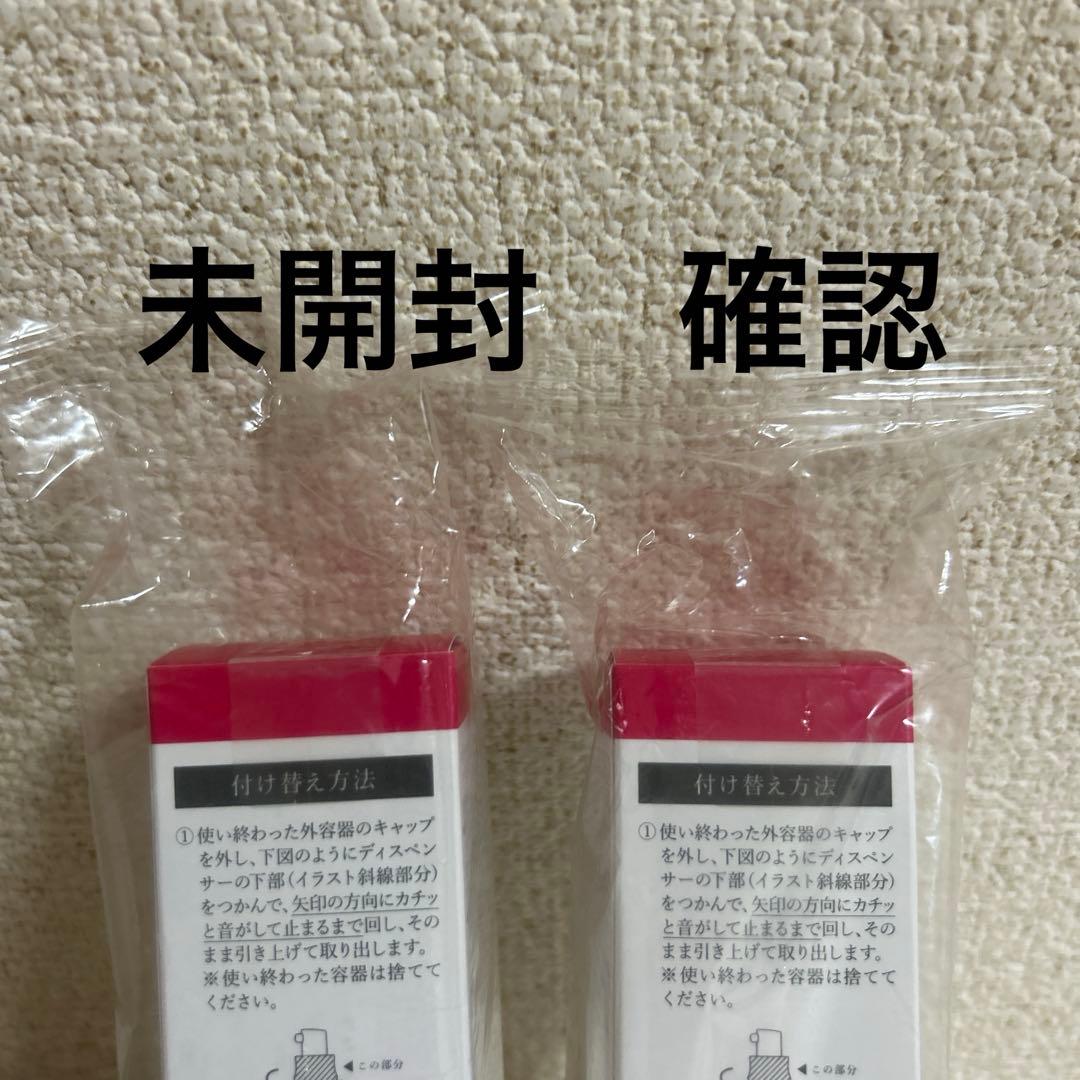 未開封　確認
付け替え方法
①使い終わった外容器のキャップ
を外し、下図のようにディスペン
サーの下部(イラスト斜線部分)
をつかんで、矢印の方向にカチッ
と音がして止まるまで回し、その
まま引き上げて取り出します。
※使い終わった容器は捨てて
ください。
◀この部分
付け替え方法
①使い終わった外容器のキャップ
を外し、下図のようにディスペン
サーの下部(イラスト斜線部分)
をつかんで、矢印の方向にカチッ
と音がして止まるまで回し、その
まま引き上げて取り出します。
※使い終わった容器は捨てて
ください。
◀この部分